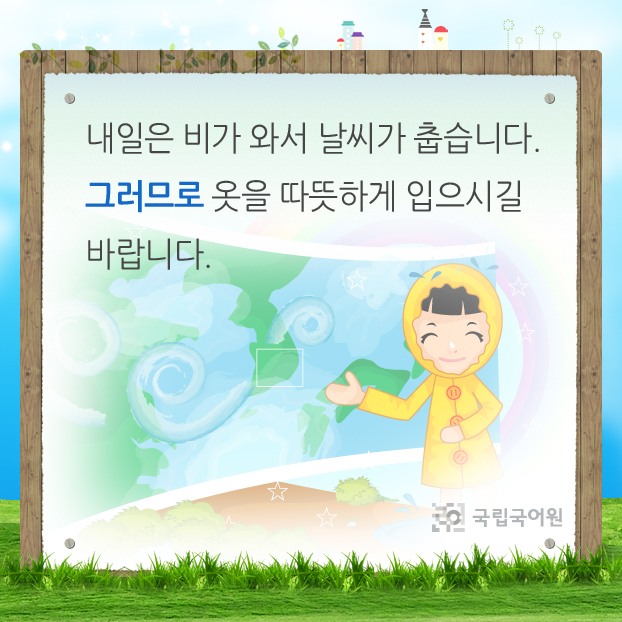 내일은 비가 와서 날씨가 춥습니다.
그러므로 옷을 따뜻하게 입으시길
바랍니다.
국립국어원